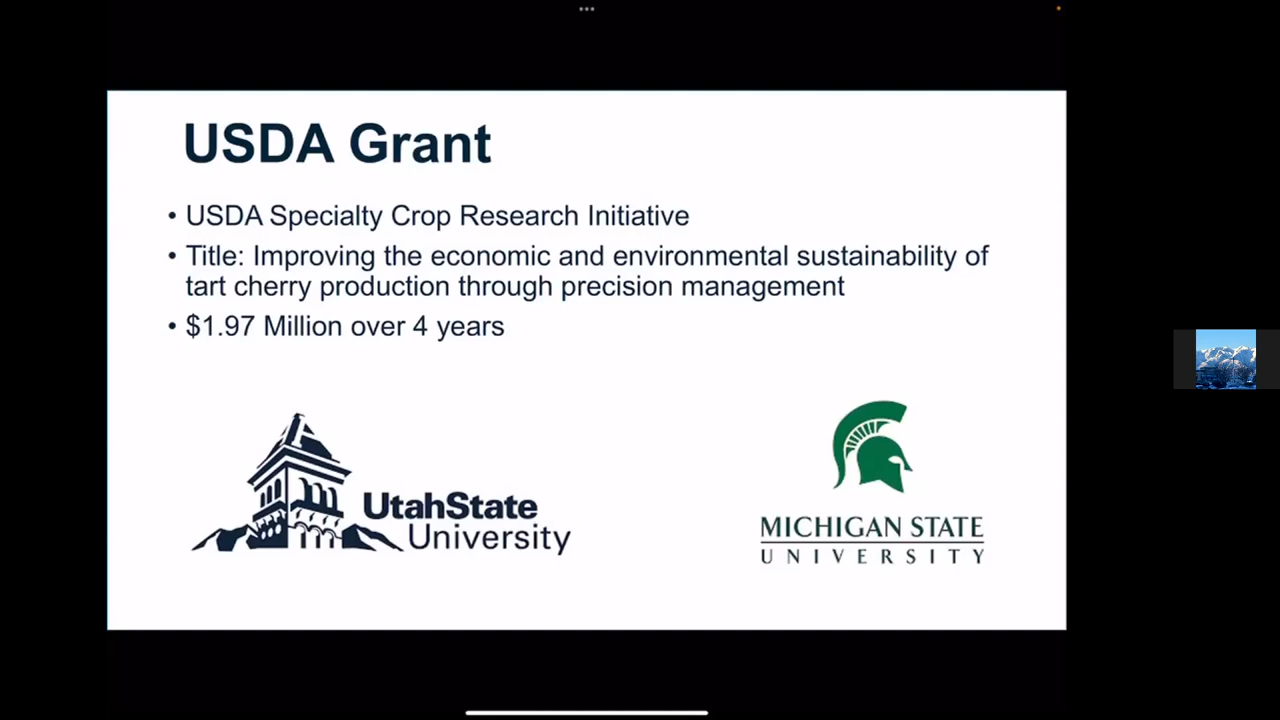 USDA Grant
• USDA Specialty Crop Research Initiative
• Title: Improving the economic and environmental sustainability of
tart cherry production through precision management
• $1.97 Million over 4 years
UtahState
University
MICHIGAN STATE
UNIVERSITY